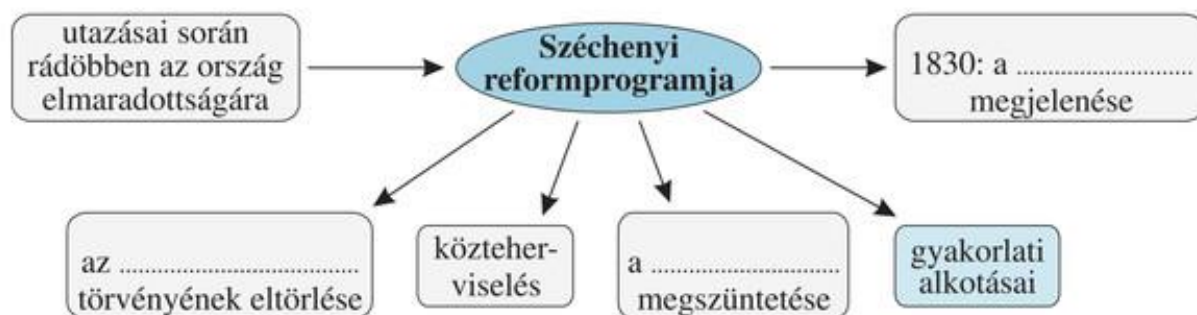 utazásai során
rádöbben az ország
elmaradottságára
Széchenyi
reformprogramja
1830: a ................................
megjelenése
az ........................................
törvényének eltörlése
közteher-
viselés
a ................................
megszüntetése
gyakorlati
alkotásai